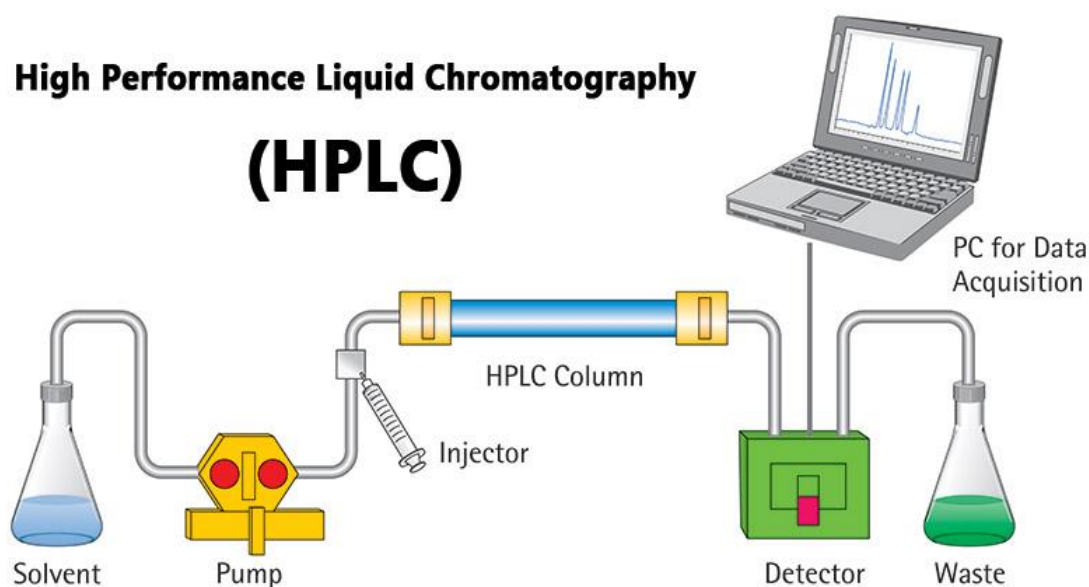 High Performance Liquid Chromatography
(HPLC)
PC for Data
Acquisition
HPLC Column
Injector
Solvent
Pump
Detector
Waste